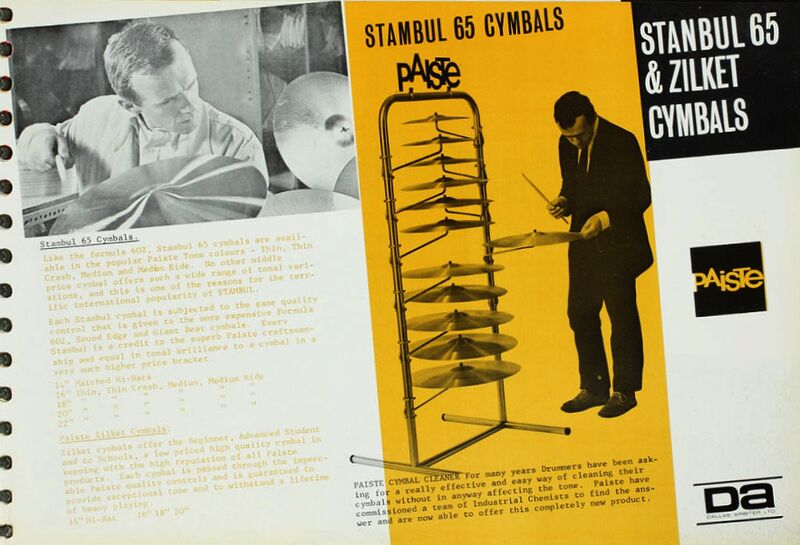 Stambul 65 Cymbals.
Like the formula 602, Stambul 65 cymbals are avail-
able in the popular Paiste Tone colours - Thin, Thin
Crash, Medium and Medium Ride. No other middle
price cymbal offers such a wide range of tonal vari-
ations, and this is one of the reasons for the terr-
ific international popularity of STAMBUL.
Each Stambul cymbal is subjected to the same quality
control that is given to the more expensive Formula
602, Sound Edge and Giant Beat cymbals. Every
Stambul is a credit to the superb Paiste craftsman-
ship and equal in tonal brilliance to a cymbal in a
very much higher price bracket.
14" Matched Hi-Hats
16" Thin, Thin Crash, Medium, Medium Ride
18" " " " " "
20" " " " " "
22" " " " " "
Paiste Zilket Cymbals:
Zilket cymbals offer the Beginner, Advanced Student
and to Schools, a low priced high quality cymbal in
keeping with the high reputation of all Paiste
products. Each cymbal is passed through the impecc-
able Paiste quality controls and is guaranteed to
provide exceptional tone and to withstand a lifetime
of heavy playing.
14" Hi-Hat 16" 18" 20"
STAMBUL 65 CYMBALS
PAISTE
PAISTE CYMBAL CLEANER For many years Drummers have been ask-
ing for a really effective and easy way of cleaning their
cymbals without in anyway affecting the tone. Paiste have
commissioned a team of Industrial Chemists to find the ans-
wer and are now able to offer this completely new product.
STANBUL 65
& ZILKET
CYMBALS
PAISTE
Da
DALLAS ARBITER LTD